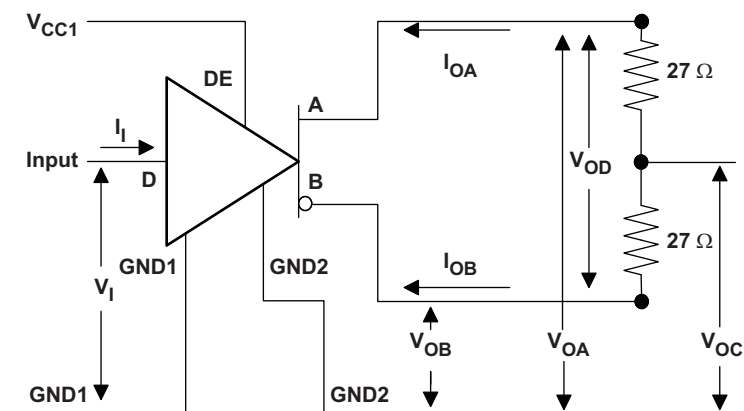 VCC1
DE
IOA
27 Ω
A
II
Input
D
B
VOD
27 Ω
GND1
GND2
IOB
VI
VOB
VOA
VOC
GND1
GND2